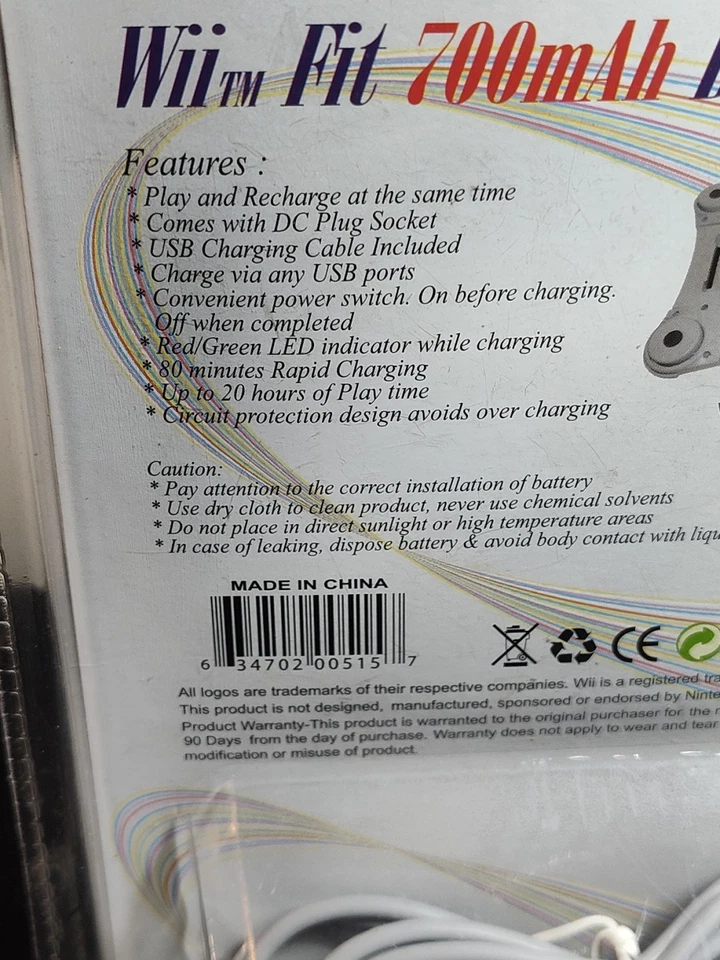 Wii TM Fit 700mAh
Features :
* Play and Recharge at the same time
* Comes with DC Plug Socket
* USB Charging Cable Included
* Charge via any USB ports
* Convenient power switch. On before charging.
Off when completed
* Red/Green LED indicator while charging
* 80 minutes Rapid Charging
* Up to 20 hours of Play time
* Circuit protection design avoids over charging
Caution:
* Pay attention to the correct installation of battery
* Use dry cloth to clean product, never use chemical solvents
* Do not place in direct sunlight or high temperature areas
* In case of leaking, dispose battery & avoid body contact with
MADE IN CHINA
6 34702 00515 7
CE
All logos are trademarks of their respective companies. Wii is a registered
This product is not designed, manufactured, sponsored or endorsed by
Product Warranty-This product is warranted to the original purchaser for the
90 Days from the day of purchase. Warranty does not apply to wear and tear
modification or misuse of product.